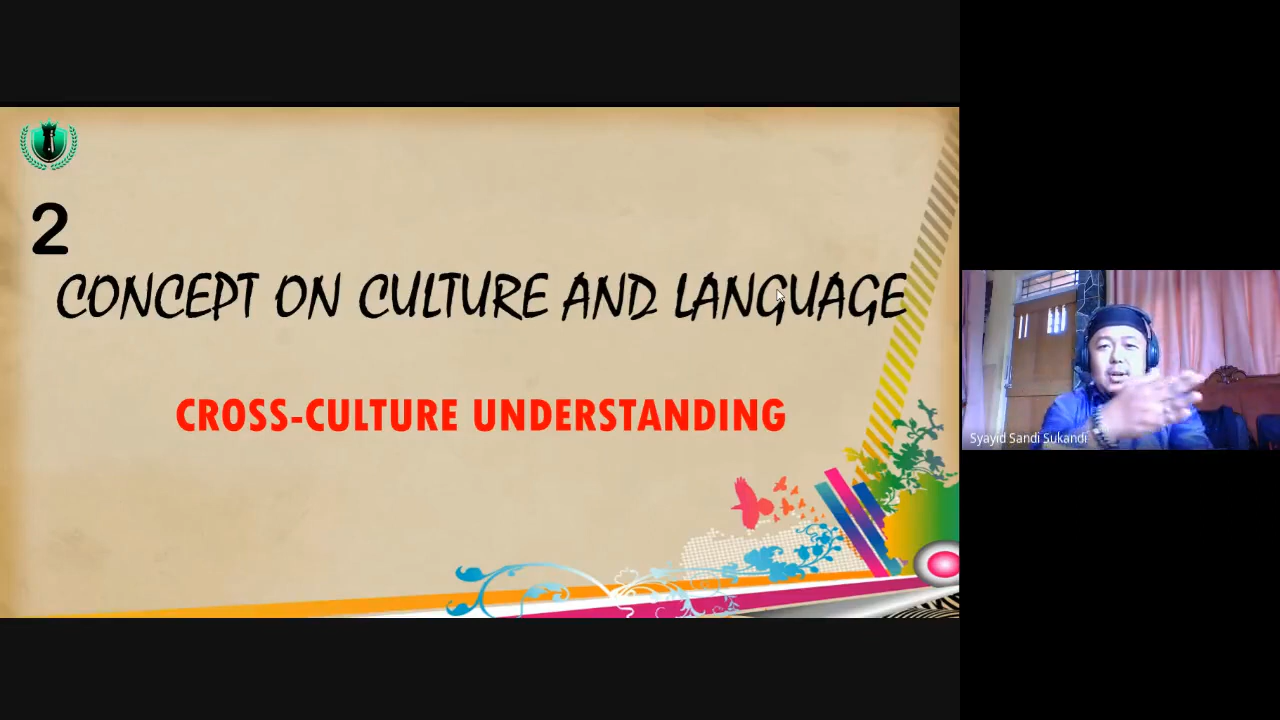 2
CONCEPT ON CULTURE AND LANGUAGE
CROSS-CULTURE UNDERSTANDING
Syayid Sandi Sukandi